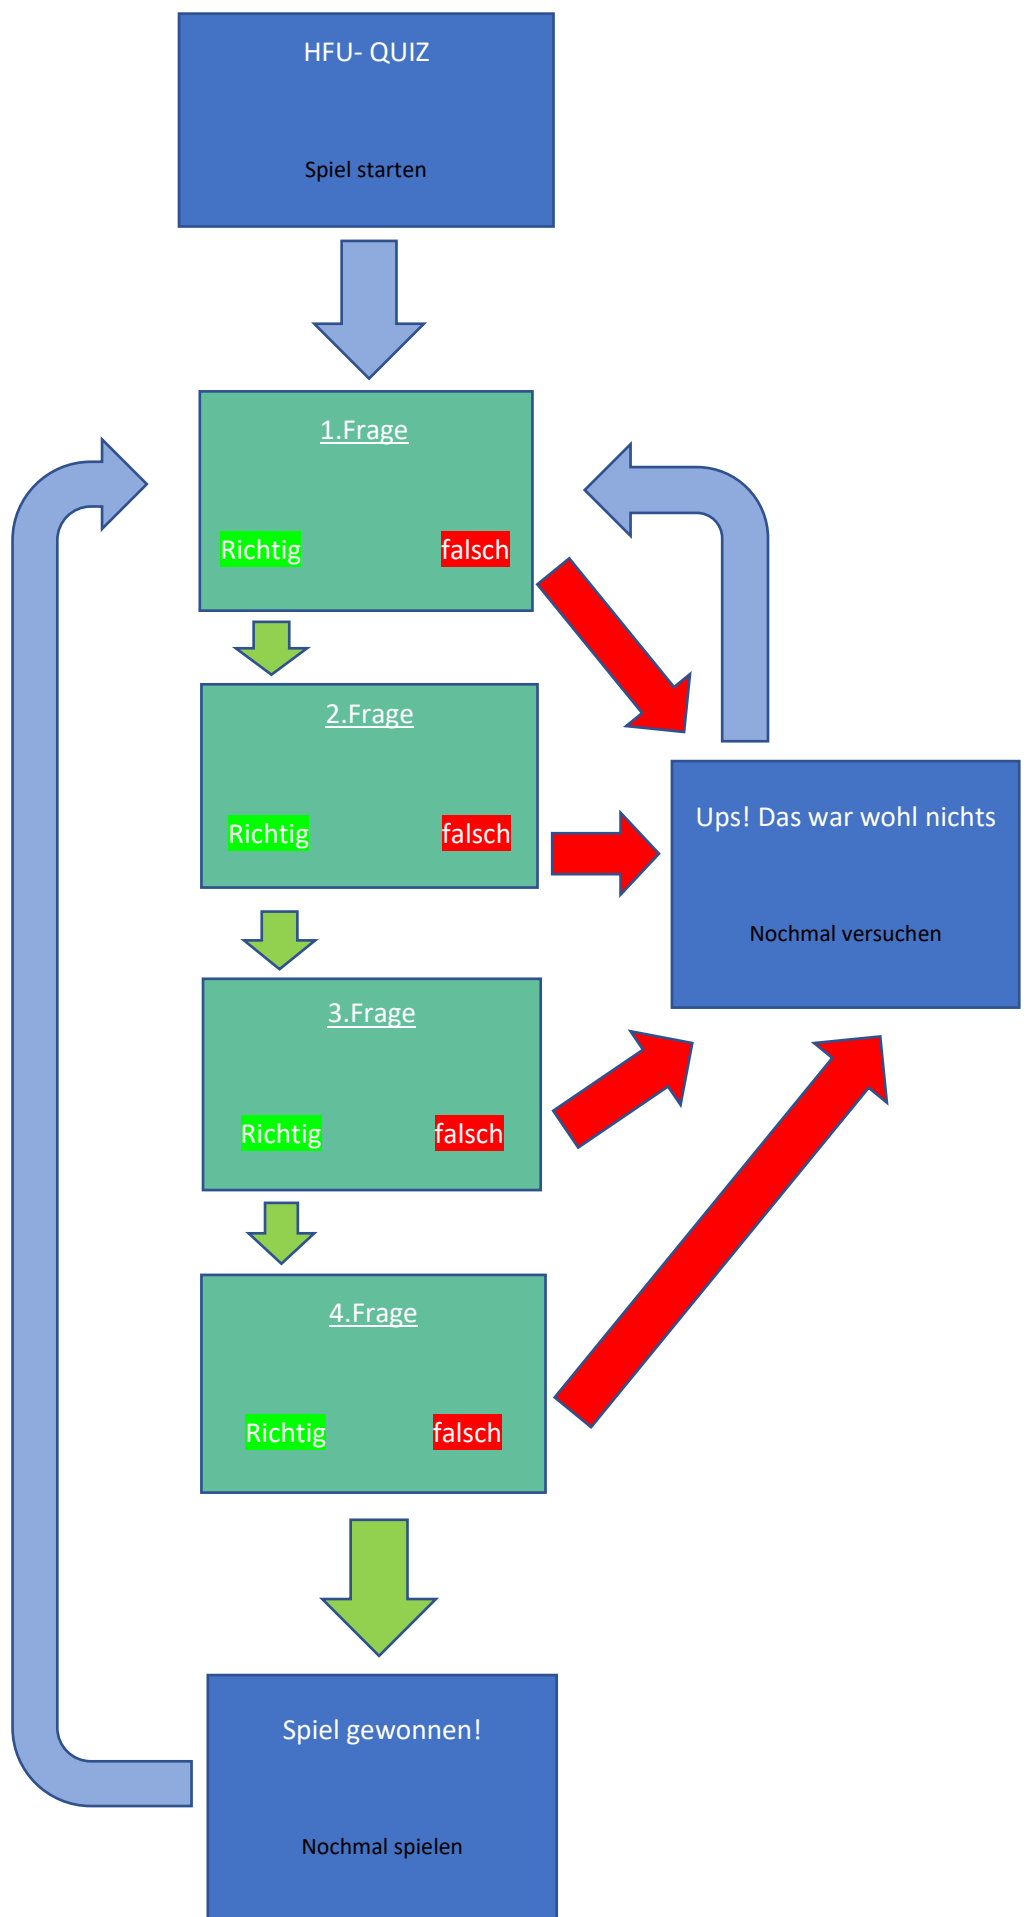 HFU- QUIZ
Spiel starten
1.Frage
Richtig falsch
2.Frage
Richtig falsch
Ups! Das war wohl nichts
Nochmal versuchen
3.Frage
Richtig falsch
4.Frage
Richtig falsch
Spiel gewonnen!
Nochmal spielen